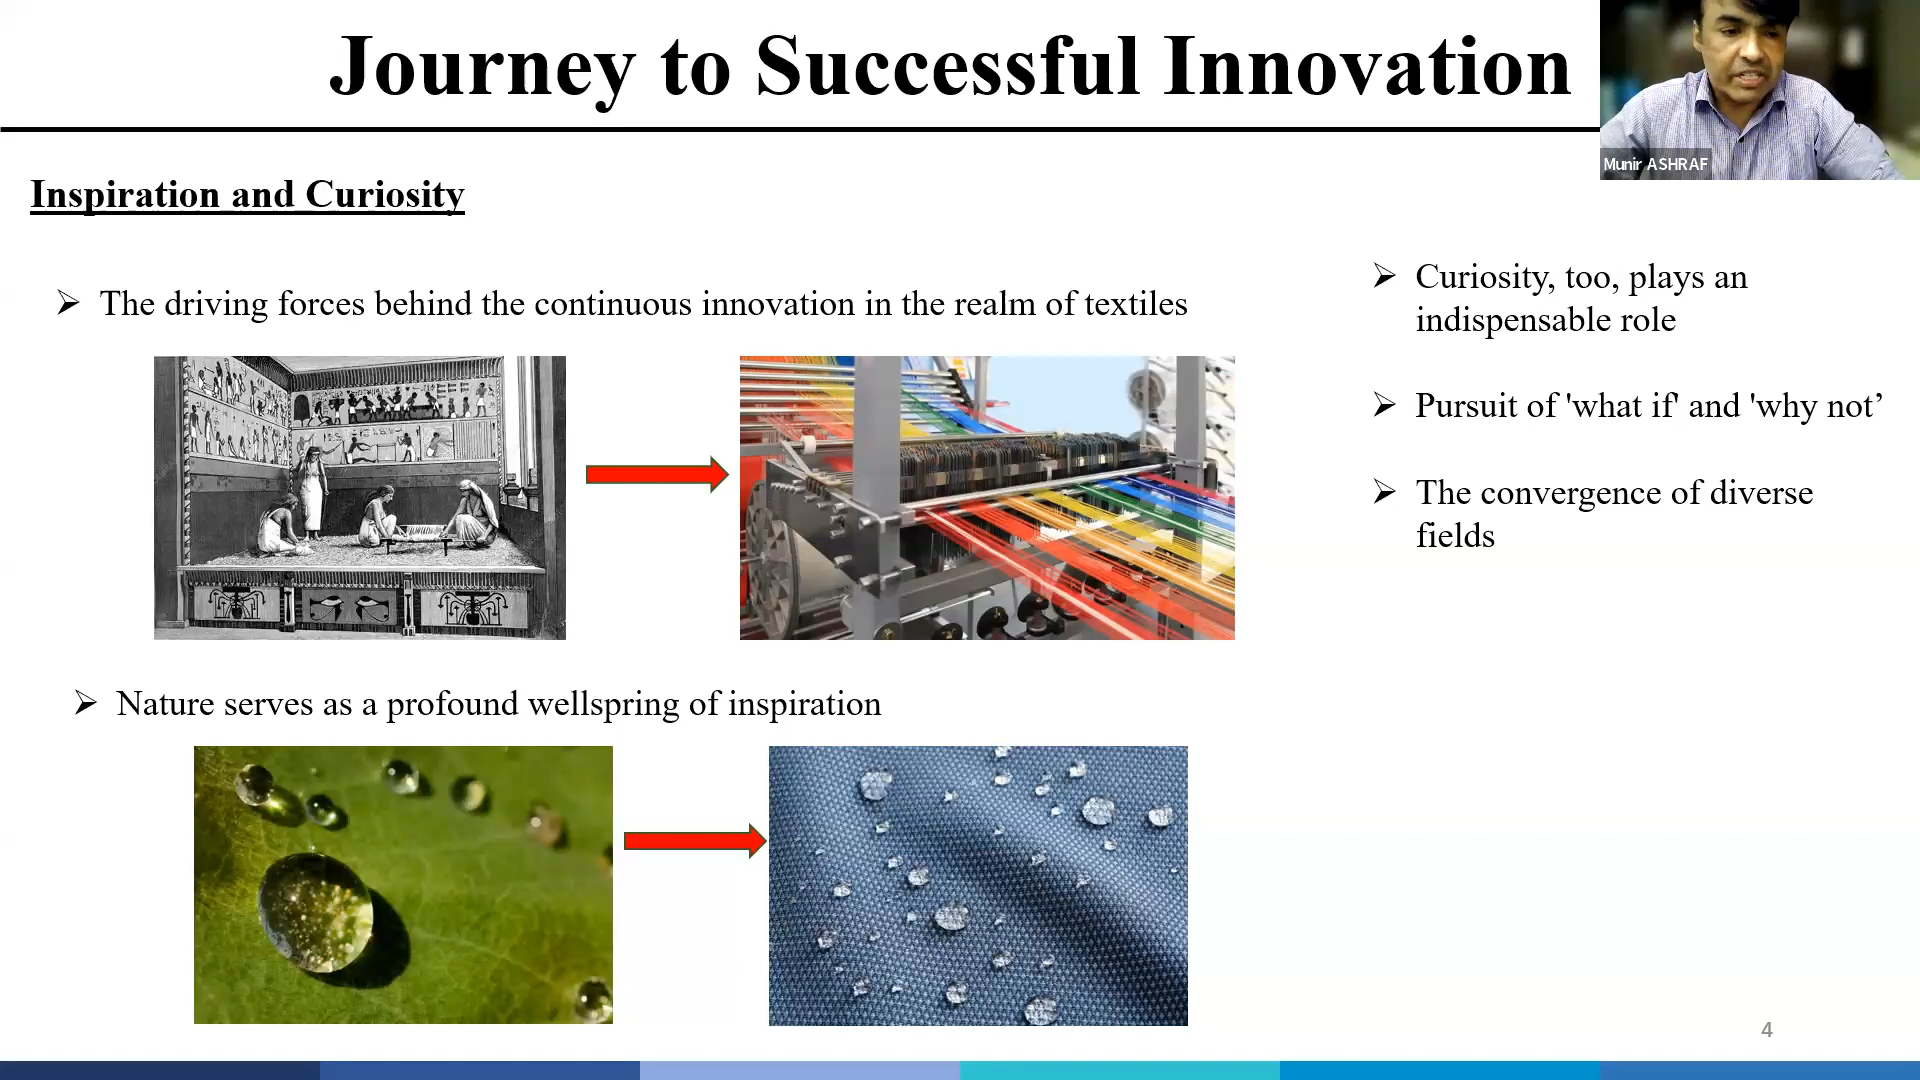 Journey to Successful Innovation
Munir ASHRAF
Inspiration and Curiosity
➢ The driving forces behind the continuous innovation in the realm of textiles
➢ Nature serves as a profound wellspring of inspiration
➢ Curiosity, too, plays an
indispensable role
➢ Pursuit of 'what if' and 'why not’
➢ The convergence of diverse
fields
4